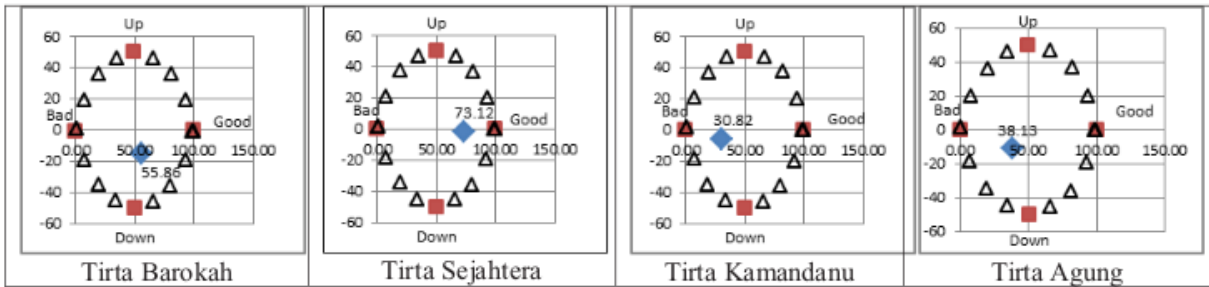 Up
60
40
20
Bad
Good
0
0.00 50.00 100.00 150.00
-20
55.86
-40
-60
Down
Tirta Barokah
Up
60
40
20
73.12
Bad
Good
0
0.00 50.00 100.00 150.00
-20
-40
-60
Down
Tirta Sejahtera
Up
60
40
20
Bad
30.82
Good
0
0.00 50.00 100.00 150.00
-20
-40
-60
Down
Tirta Kamandanu
Up
60
40
20
Bad
Good
38.13
0
0.00 50.00 100.00 150.00
-20
-40
-60
Down
Tirta Agung